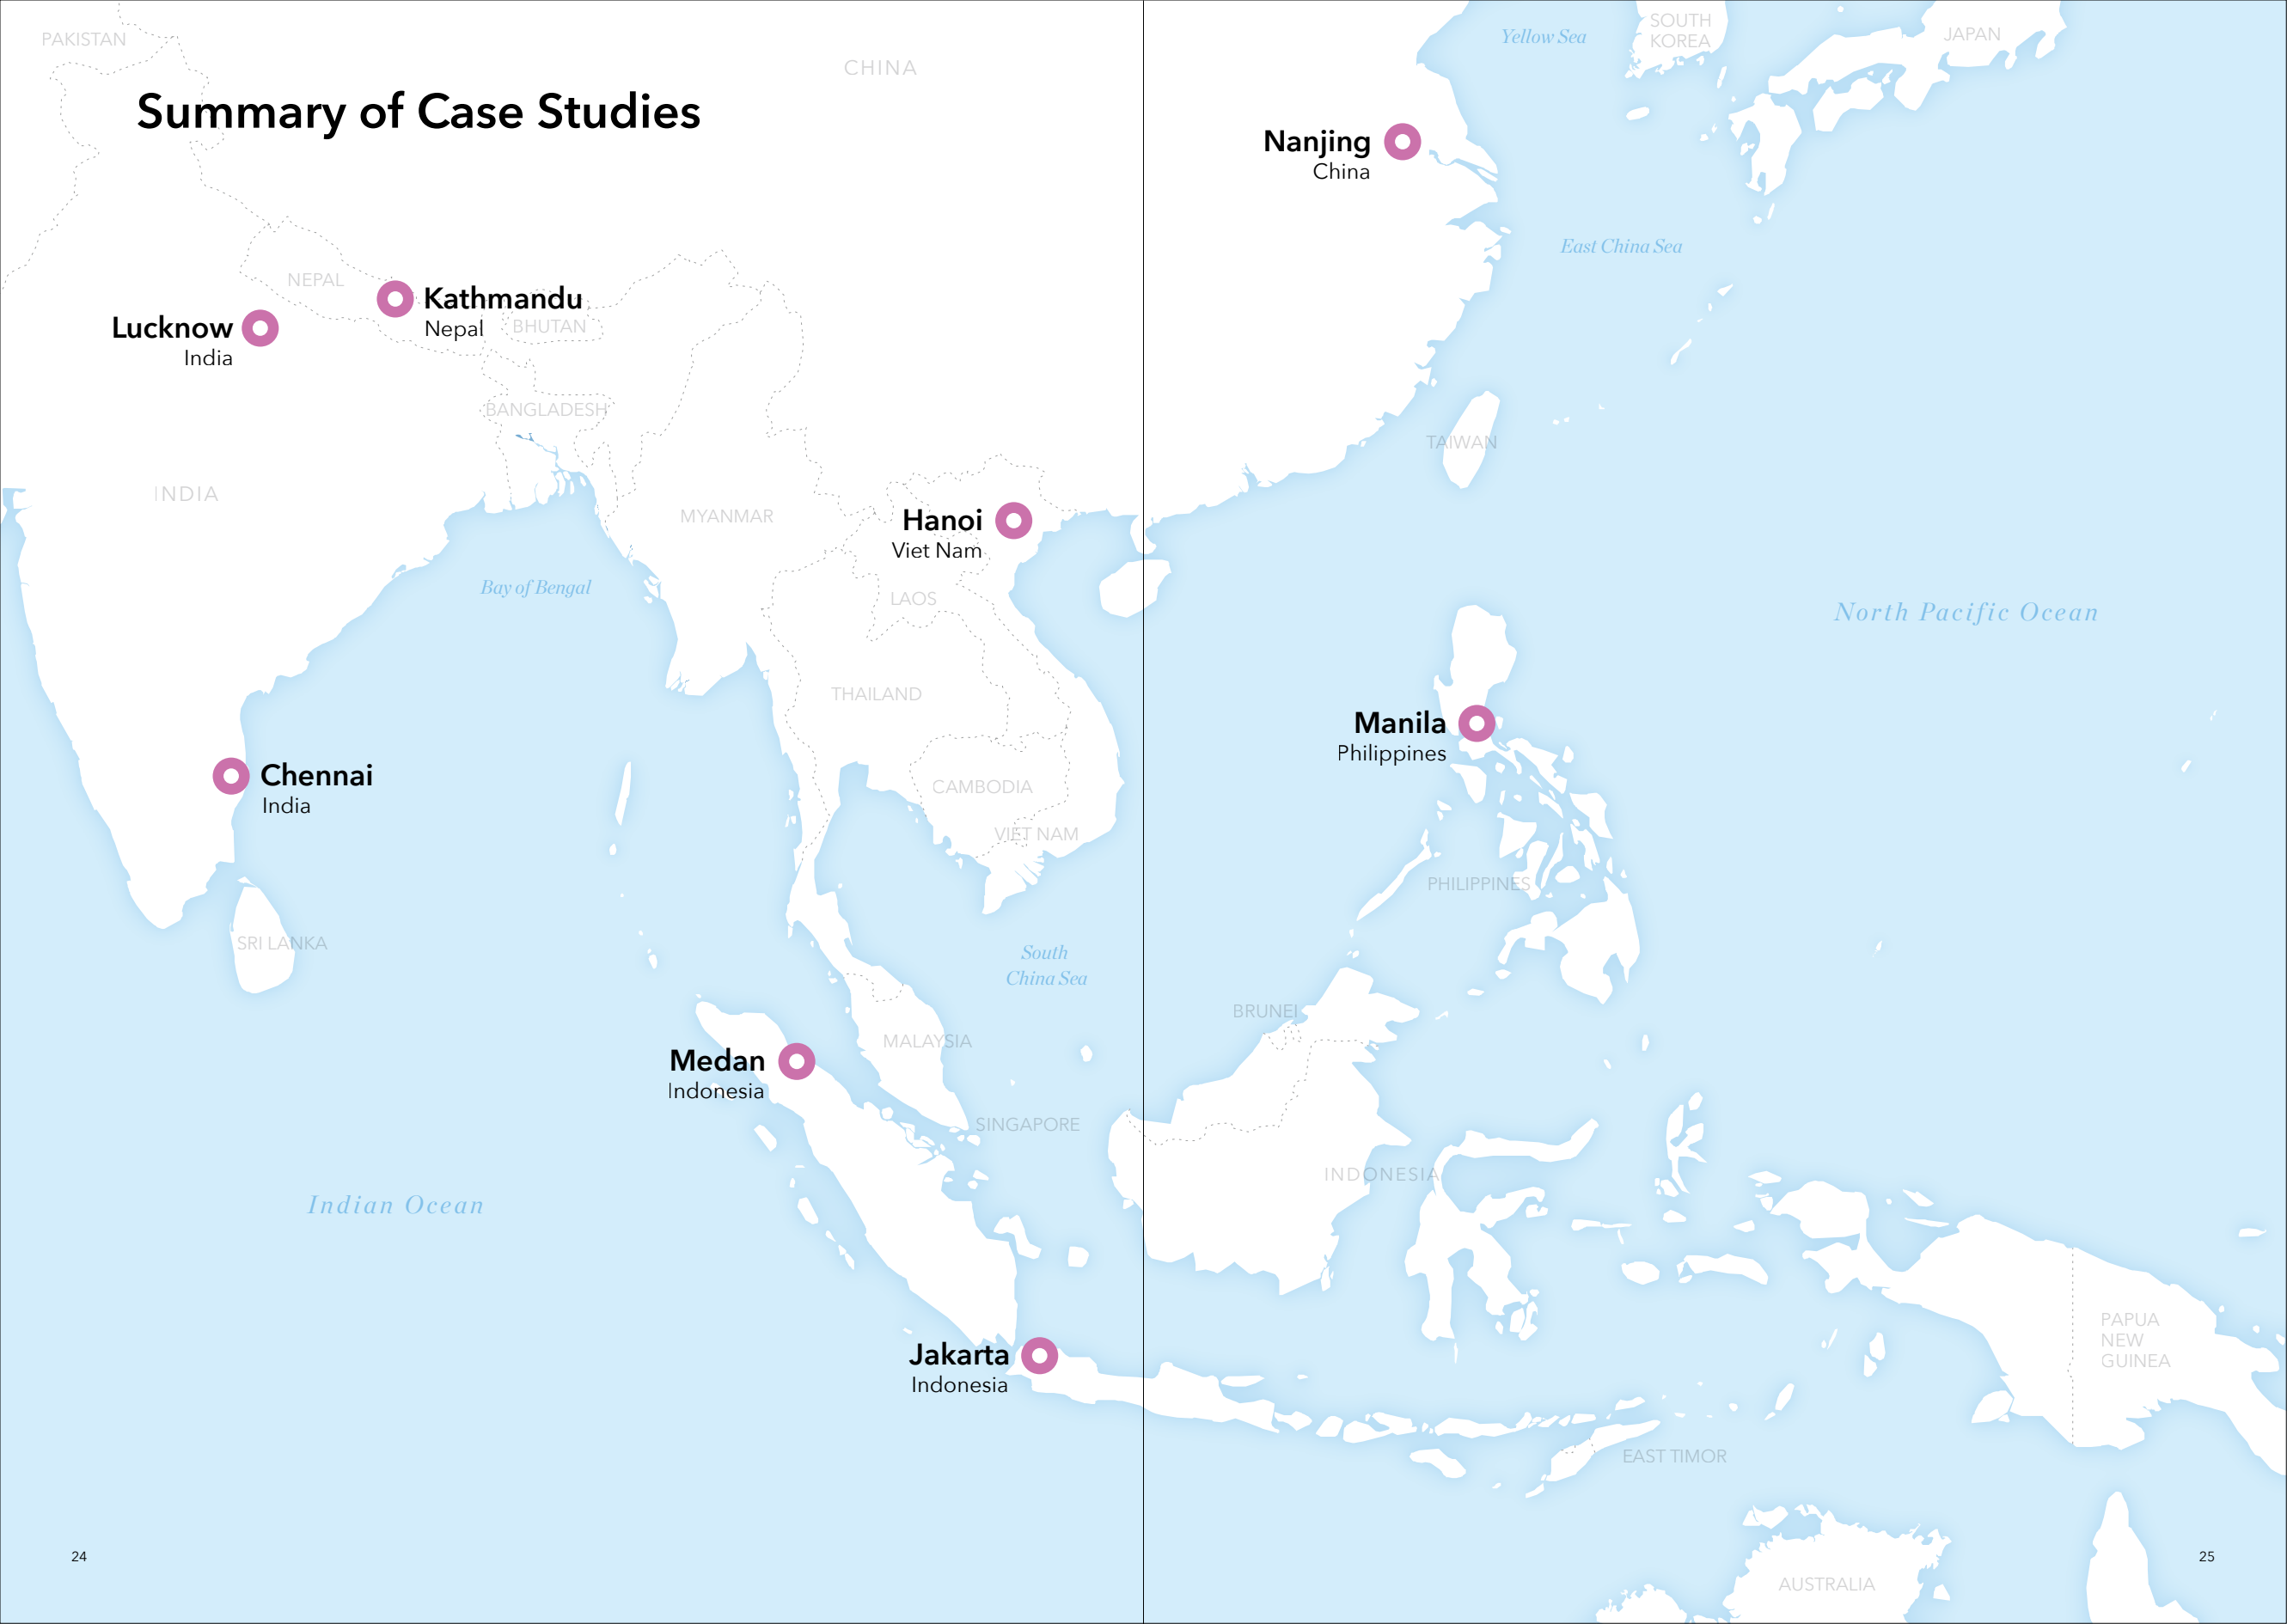 PAKISTAN
CHINA
Summary of Case Studies
NEPAL
Kathmandu
Nepal
BHUTAN
Lucknow
India
BANGLADESH
INDIA
MYANMAR
Hanoi
Viet Nam
Bay of Bengal
LAOS
THAILAND
Chennai
India
CAMBODIA
VIET NAM
SRI LANKA
South
China Sea
MALAYSIA
Medan
Indonesia
SINGAPORE
Indian Ocean
Jakarta
Indonesia
24
Yellow Sea
SOUTH
KOREA
JAPAN
Nanjing
China
East China Sea
TAIWAN
North Pacific Ocean
Manila
Philippines
PHILIPPINES
BRUNEI
INDONESIA
PAPUA
NEW
GUINEA
EAST TIMOR
AUSTRALIA
25